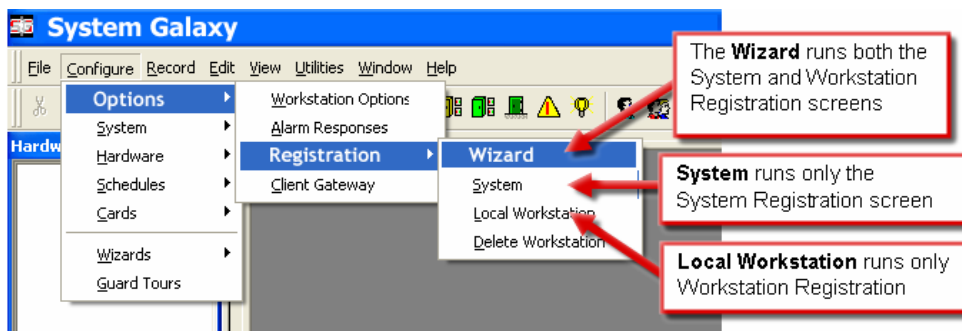 System Galaxy
File Configure Record Edit View Utilities Window Help
Options
System
Hardware
Schedules
Cards
Wizards
Guard Tours
Workstation Options
Alarm Responses
Registration
Client Gateway
Wizard
System
Local Workstation
Delete Workstation
Hardw
The Wizard runs both the
System and Workstation
Registration screens
System runs only the
System Registration screen
Local Workstation runs only
Workstation Registration